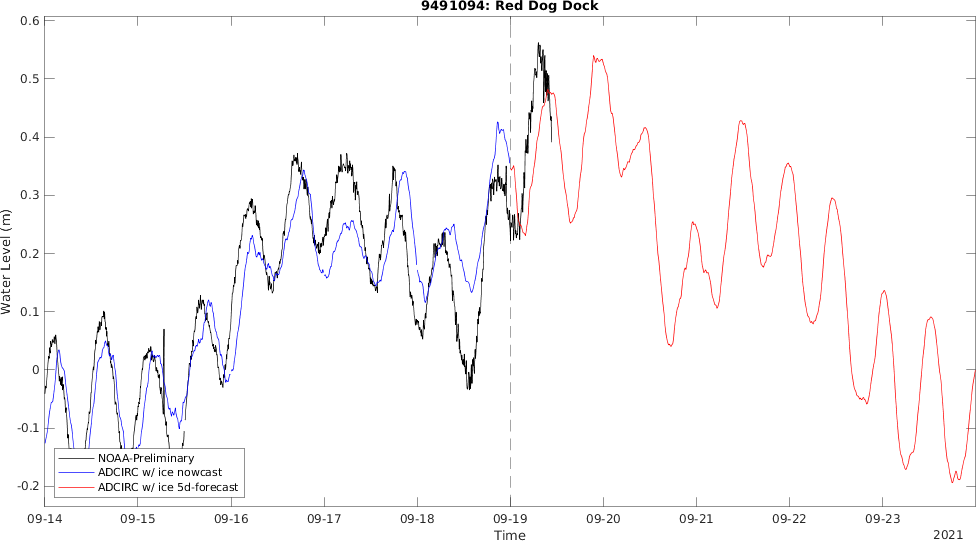 9491094: Red Dog Dock
0.6
0.5
0.4
0.3
0.2
0.1
0
-0.1
-0.2
Water Level (m)
NOAA-Preliminary
ADCIRC w/ ice nowcast
ADCIRC w/ ice 5d-forecast
09-14 09-15 09-16 09-17 09-18 09-19 09-20 09-21 09-22 09-23
Time
2021